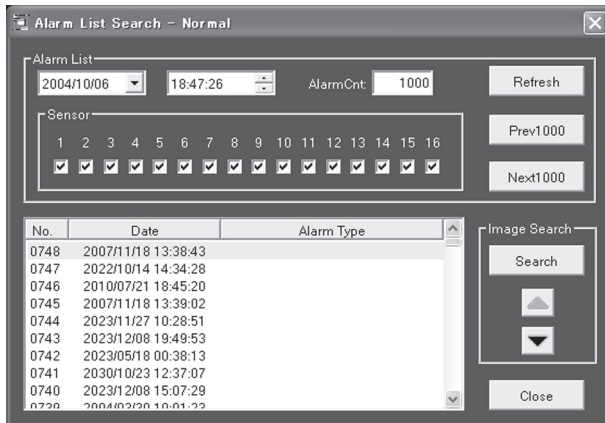 Alarm List Search - Normal
Alarm List
2004/10/06 18:47:26 AlarmCnt: 1000 Refresh
Sensor
Prev1000
1 2 3 4 5 6 7 8 9 10 11 12 13 14 15 16
Next1000
No. Date Alarm Type
Image Search
0748 2007/11/18 13:38:43
0747 2022/10/14 14:34:28
Search
0746 2010/07/21 18:45:20
0745 2007/11/18 13:39:02
0744 2023/11/27 10:28:51
0743 2023/12/08 19:49:53
0742 2023/05/18 00:38:13
0741 2030/10/23 12:37:07
0740 2023/12/08 15:07:29
Close